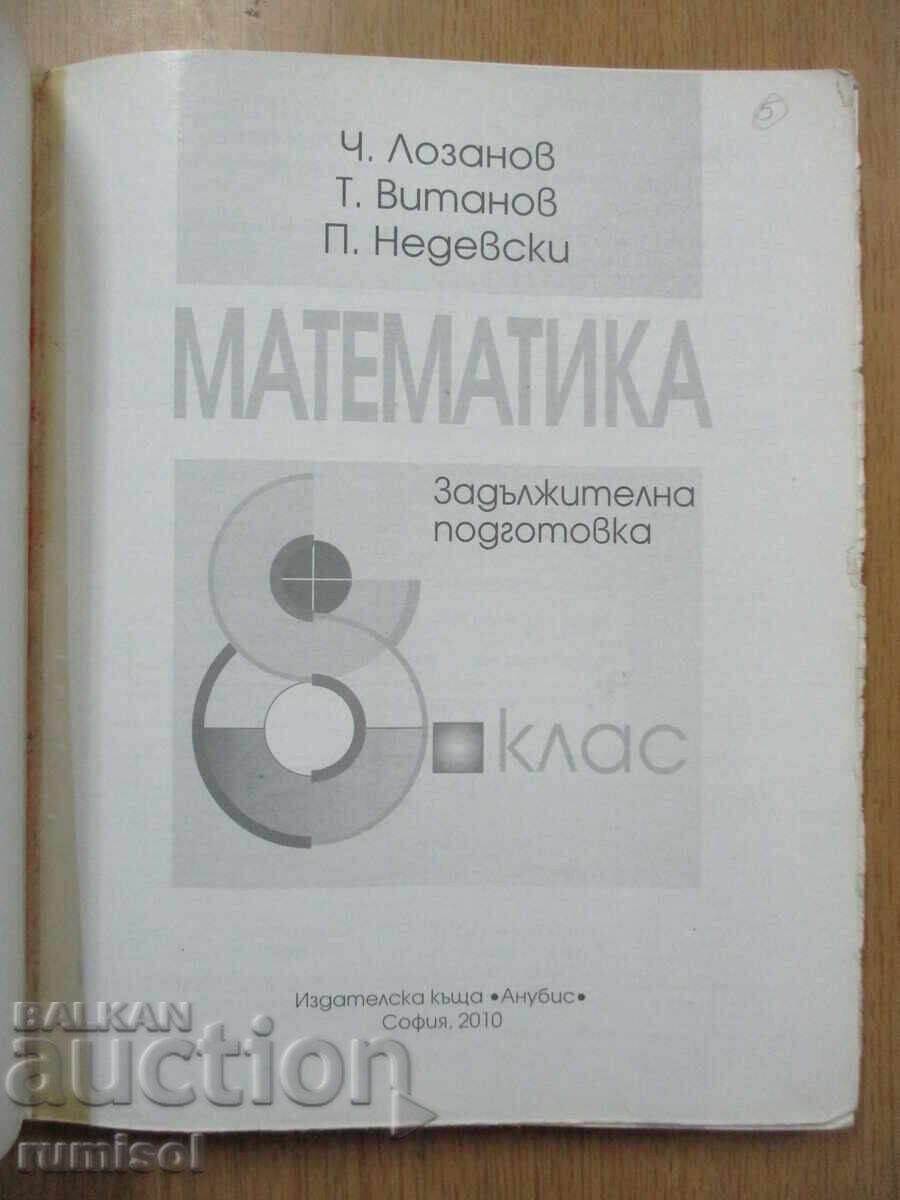 5
Ч. Лозанов
Т. Витанов
П. Недевски
МАТЕМАТИКА
Задължителна
подготовка
8. клас
Издателска къща •Анубис•
София, 2010
BALKAN
auction
rumisol